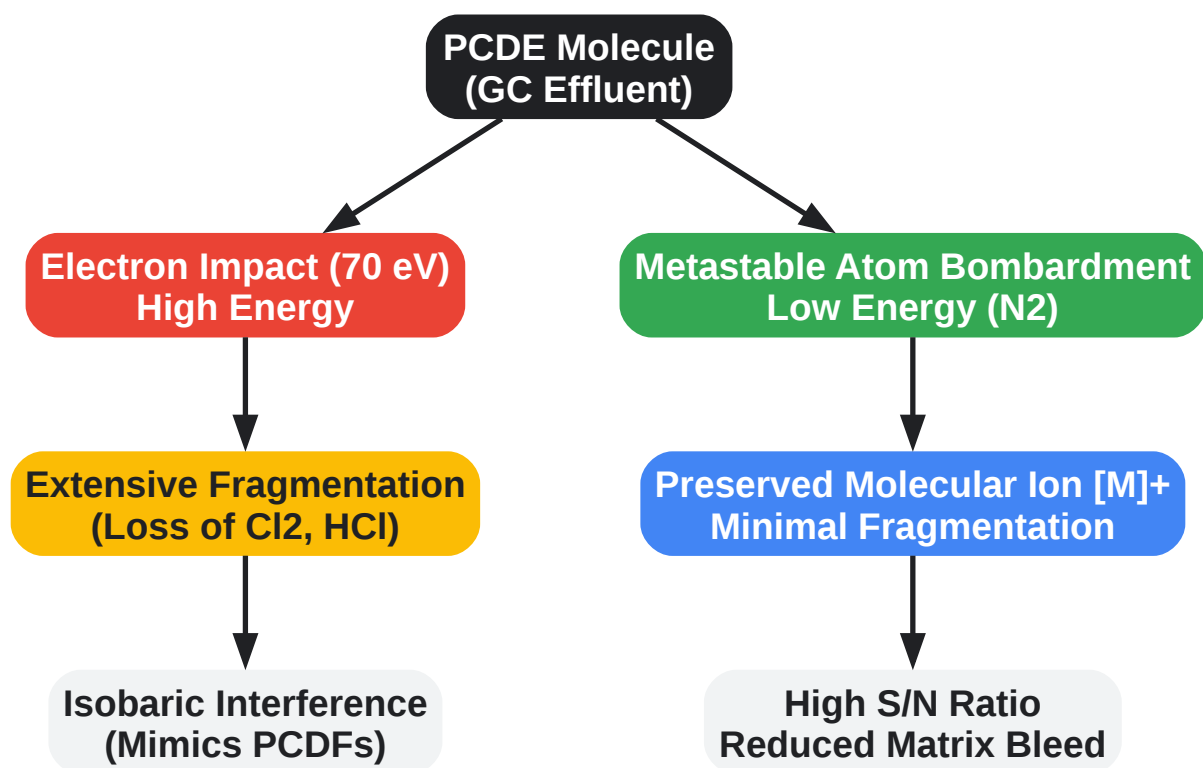 PCDE Molecule
(GC Effluent)
Electron Impact (70 eV)
High Energy
Metastable Atom Bombardment
Low Energy (N2)
Extensive Fragmentation
(Loss of Cl2, HCl)
Preserved Molecular Ion [M]+
Minimal Fragmentation
Isobaric Interference
(Mimics PCDFs)
High S/N Ratio
Reduced Matrix Bleed